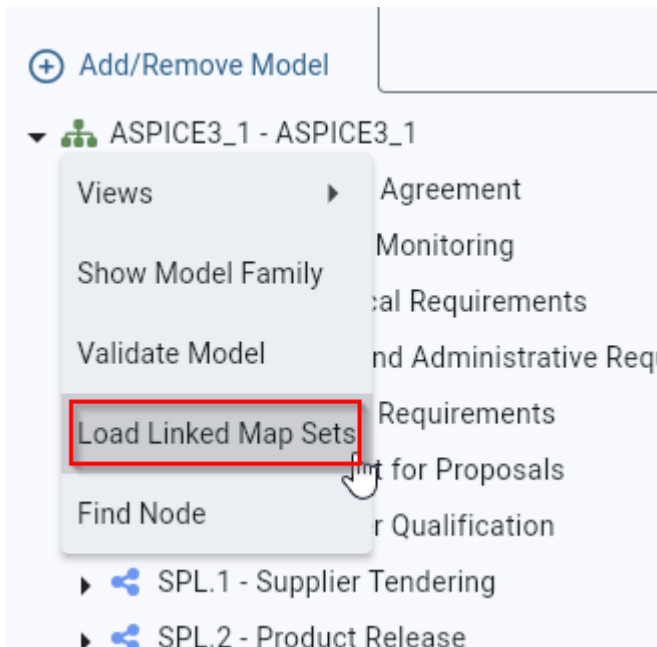 Add/Remove Model
ASPICE3_1 - ASPICE3_1
Views
Agreement
Monitoring
Show Model Family
cal Requirements
Validate Model
nd Administrative Req
Load Linked Map Sets
Requirements
t for Proposals
Find Node
r Qualification
SPL.1 - Supplier Tendering
SPL.2 - Product Release